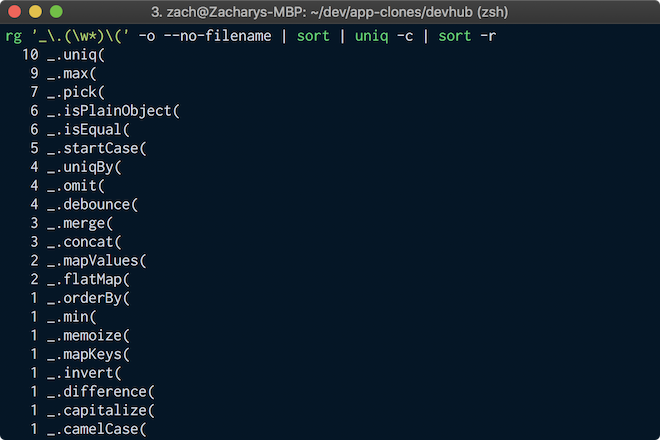 3. zach@Zacharys-MBP: ~/dev/app-clones/devhub (zsh)
rg '_\.(\w*)\(' -o --no-filename | sort | uniq -c | sort -r
10 _.uniq(
9 _.max(
7 _.pick(
6 _.isPlainObject(
6 _.isEqual(
5 _.startCase(
4 _.uniqBy(
4 _.omit(
4 _.debounce(
3 _.merge(
3 _.concat(
2 _.mapValues(
2 _.flatMap(
1 _.orderBy(
1 _.min(
1 _.memoize(
1 _.mapKeys(
1 _.invert(
1 _.difference(
1 _.capitalize(
1 _.camelCase(